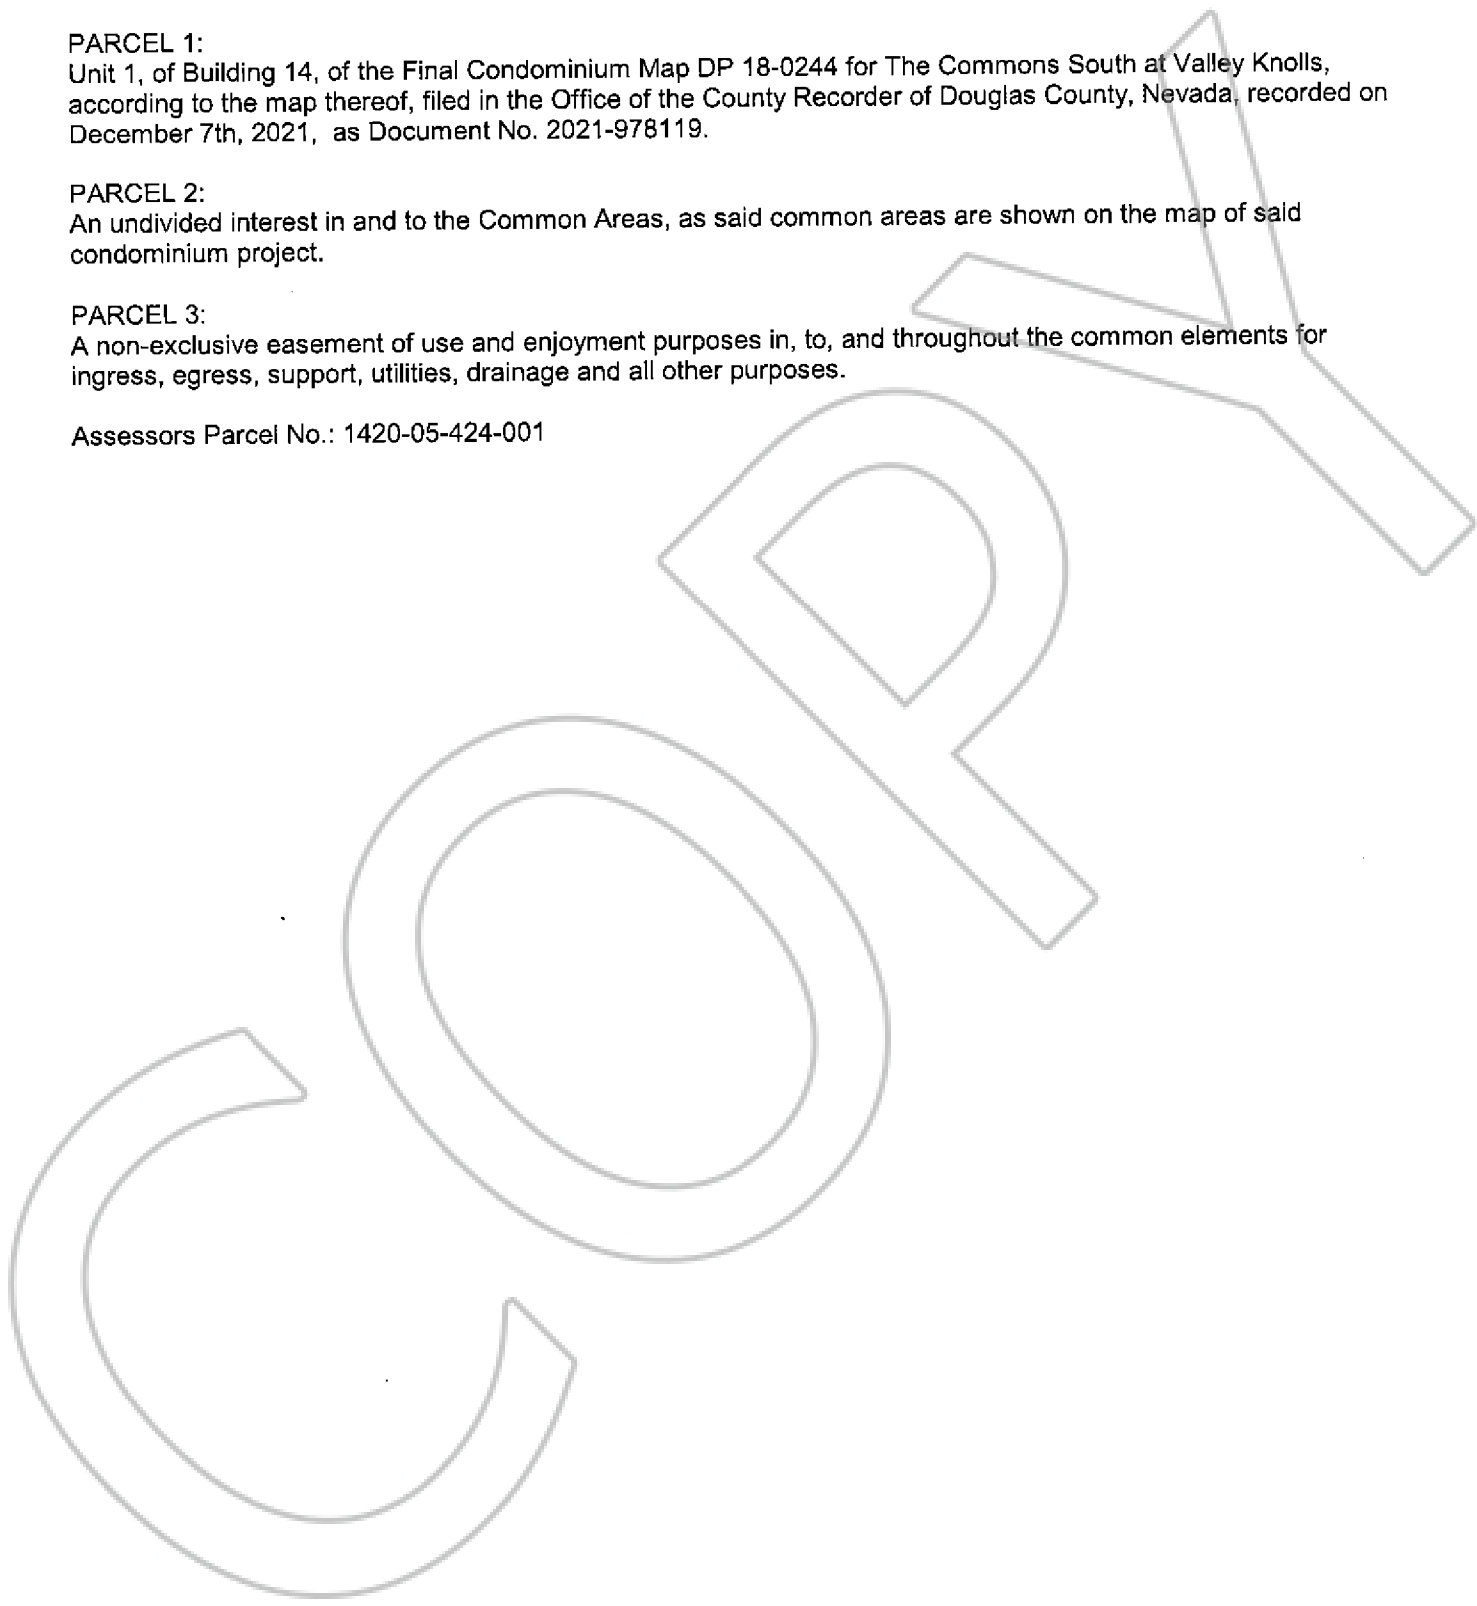 PARCEL 1:
Unit 1, of Building 14, of the Final Condominium Map DP 18-0244 for The Commons South at Valley Knolls,
according to the map thereof, filed in the Office of the County Recorder of Douglas County, Nevada, recorded on
December 7th, 2021,  as Document No. 2021-978119.
PARCEL 2:
An undivided interest in and to the Common Areas, as said common areas are shown on the map of said
condominium project.
PARCEL 3:
A non-exclusive easement of use and enjoyment purposes in, to, and throughout the common elements for
ingress, egress, support, utilities, drainage and all other purposes.
Assessors Parcel No.: 1420-05-424-001
COPY